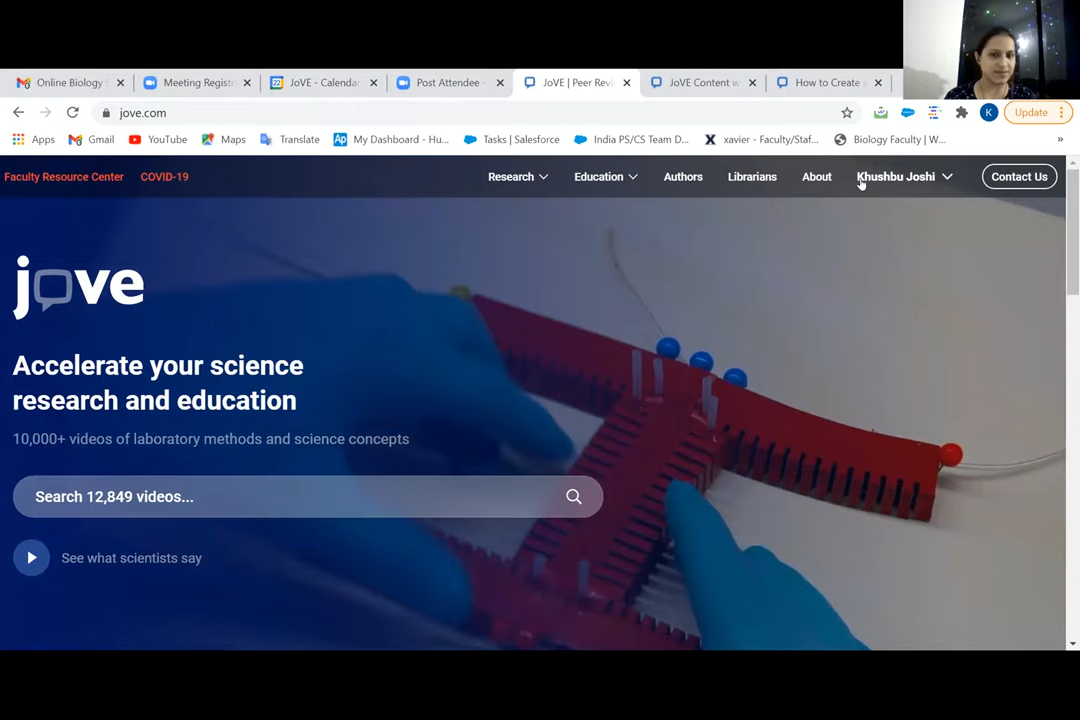 Online Biology S
Meeting Registr
22
JoVE - Calendar
Post Attendee -
JoVE | Peer Revi
JoVE Content w
How to Create
jove.com
K
Update
Apps
Gmail
YouTube
Maps
Translate
Ap
My Dashboard - Hu...
Tasks | Salesforce
India PS/CS Team D...
X
xavier - Faculty/Staf...
Biology Faculty | W...
»
Faculty Resource Center
COVID-19
Research
Education
Authors
Librarians
About
Khushbu Joshi
Contact Us
jove
Accelerate your science
research and education
10,000+ videos of laboratory methods and science concepts
Search 12,849 videos...
See what scientists say